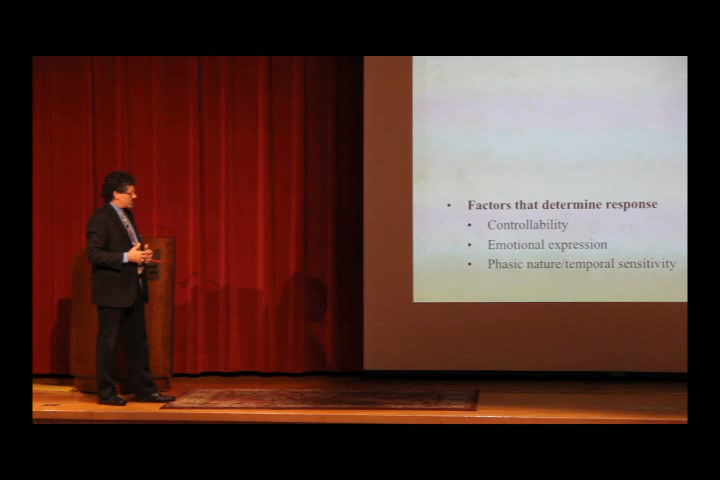 • Factors that determine response
• Controllability
• Emotional expression
• Phasic nature/temporal sensitivity